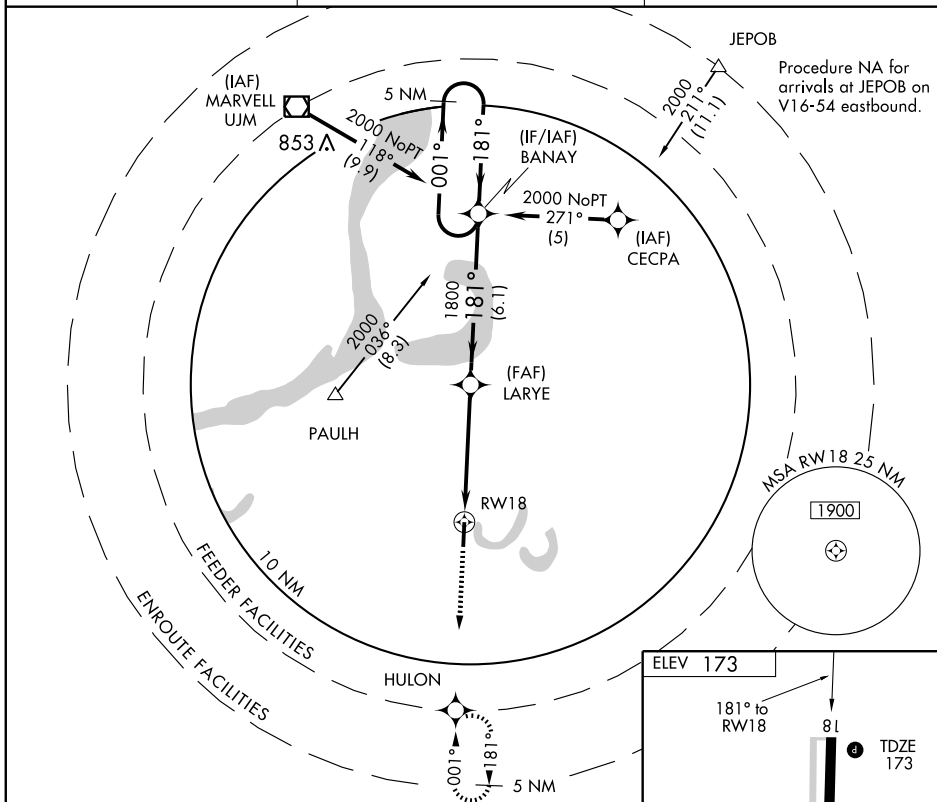 JEPOB
Procedure NA for
arrivals at JEPOB on
V16-54 eastbound.
2000
211°
(11.1)
(IAF)
MARVELL
UJM
5 NM
853
2000 NoPT
118°
(9.9)
001°
181°
(IF/IAF)
BANAY
2000 NoPT
271°
(5)
(IAF)
CECPA
1800
181°
(6.1)
2000
036°
(8.3)
(FAF)
LARYE
PAULH
MSA RW18 25 NM
1900
RW18
10 NM
FEEDER FACILITIES
ENROUTE FACILITIES
HULON
001°
181°
5 NM
ELEV 173
181° to
RW18
18
P
TDZE
173